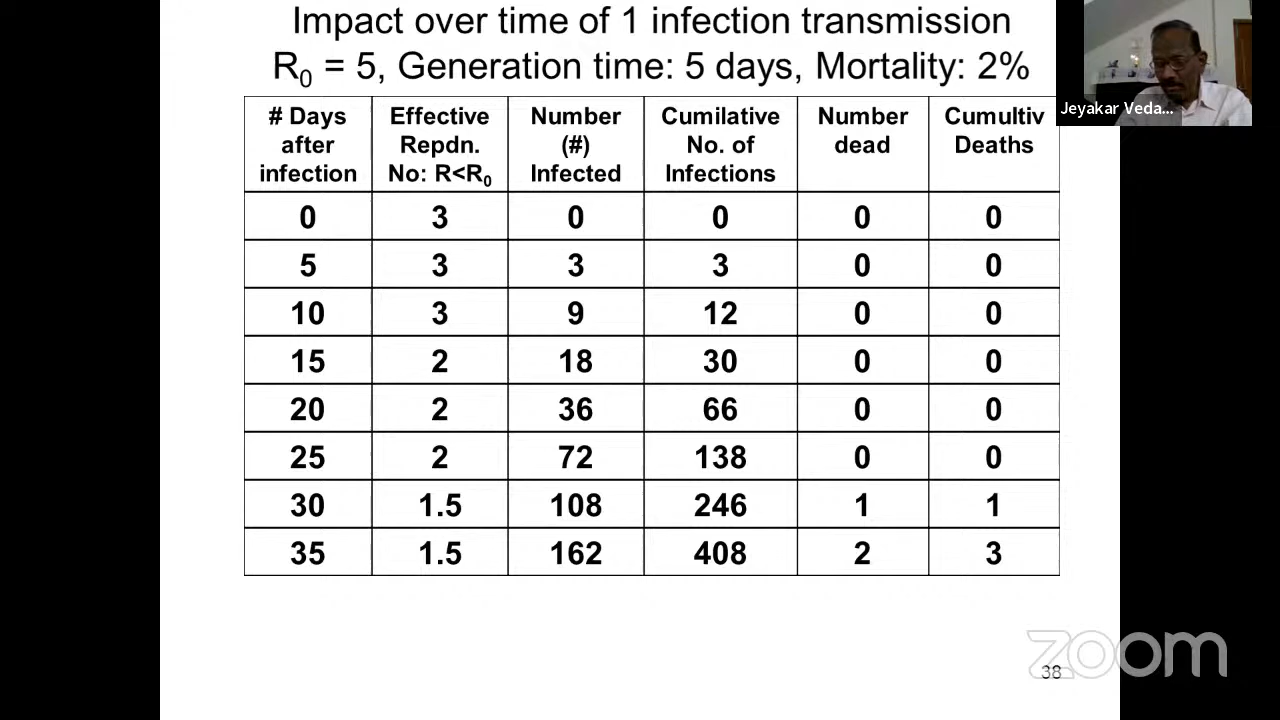 Impact over time of 1 infection transmission
R₀ = 5, Generation time: 5 days, Mortality: 2%
Jeyakar Veda...
# Days after infection | Effective Repdn. No: R<R₀ | Number (#) Infected | Cumilative No. of Infections | Number dead | Cumultiv Deaths
0 3 0 0 0 0
5 3 3 3 0 0
10 3 9 12 0 0
15 2 18 30 0 0
20 2 36 66 0 0
25 2 72 138 0 0
30 1.5 108 246 1 1
35 1.5 162 408 2 3
zoom
38